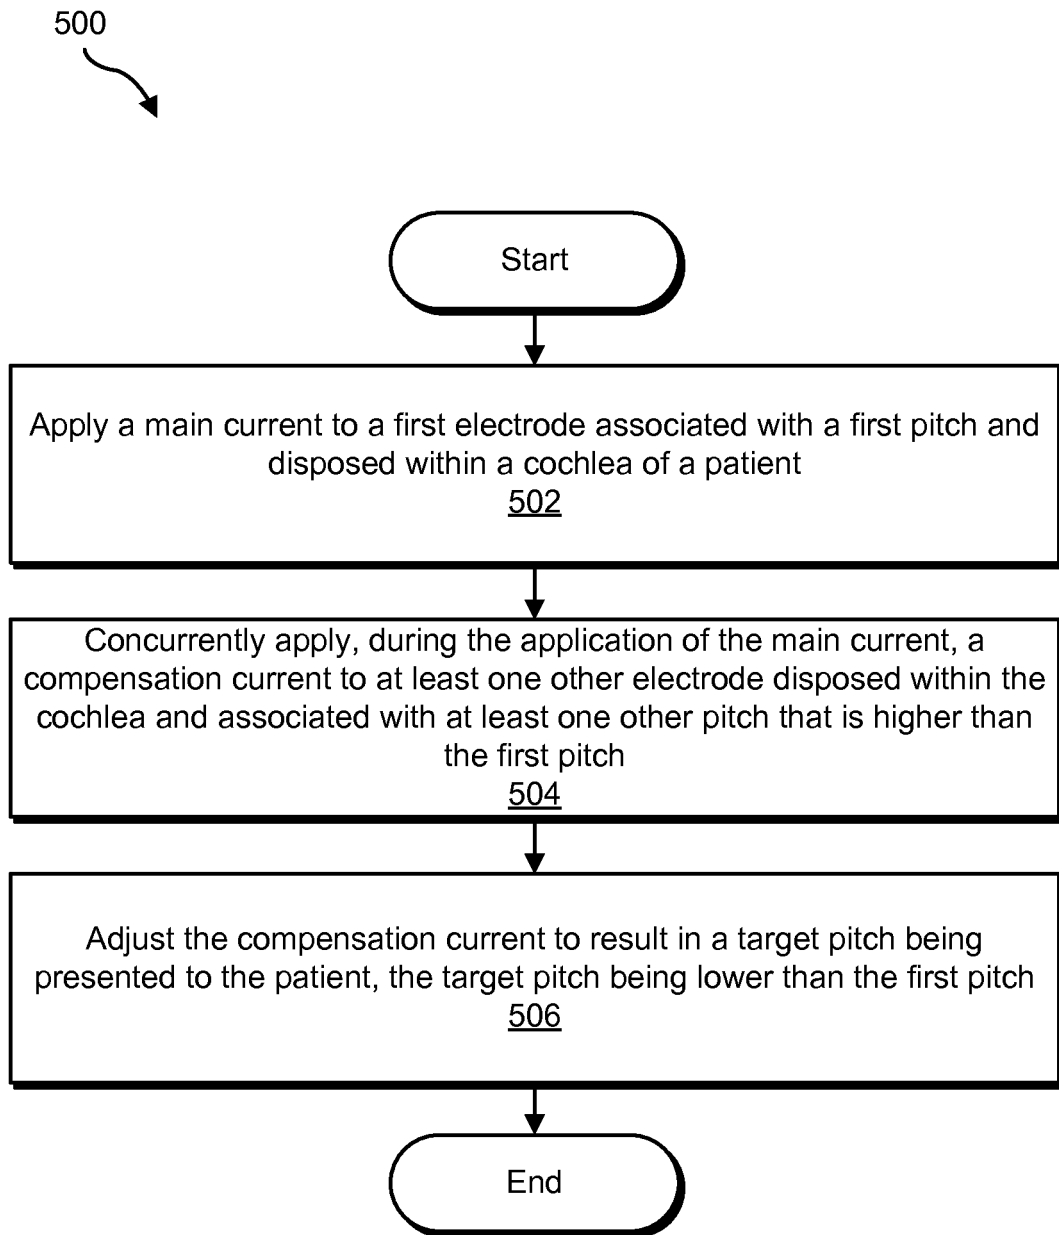 500
Start
Apply a main current to a first electrode associated with a first pitch and
disposed within a cochlea of a patient
502
Concurrently apply, during the application of the main current, a
compensation current to at least one other electrode disposed within the
cochlea and associated with at least one other pitch that is higher than
the first pitch
504
Adjust the compensation current to result in a target pitch being
presented to the patient, the target pitch being lower than the first pitch
506
End